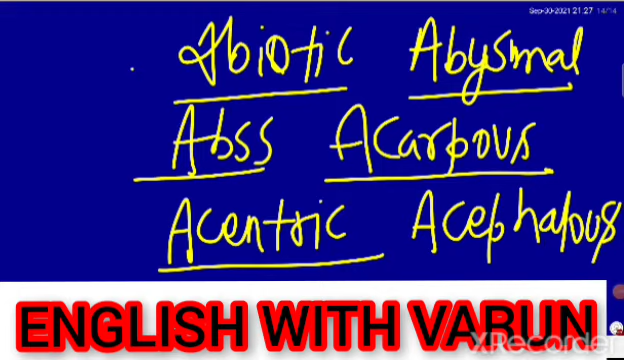 Sep-30-2021 21:27 14/14
Abiotic Abysmal
Abss Acarpous
Acentric Acephalous
ENGLISH WITH VARUN
XRecorder